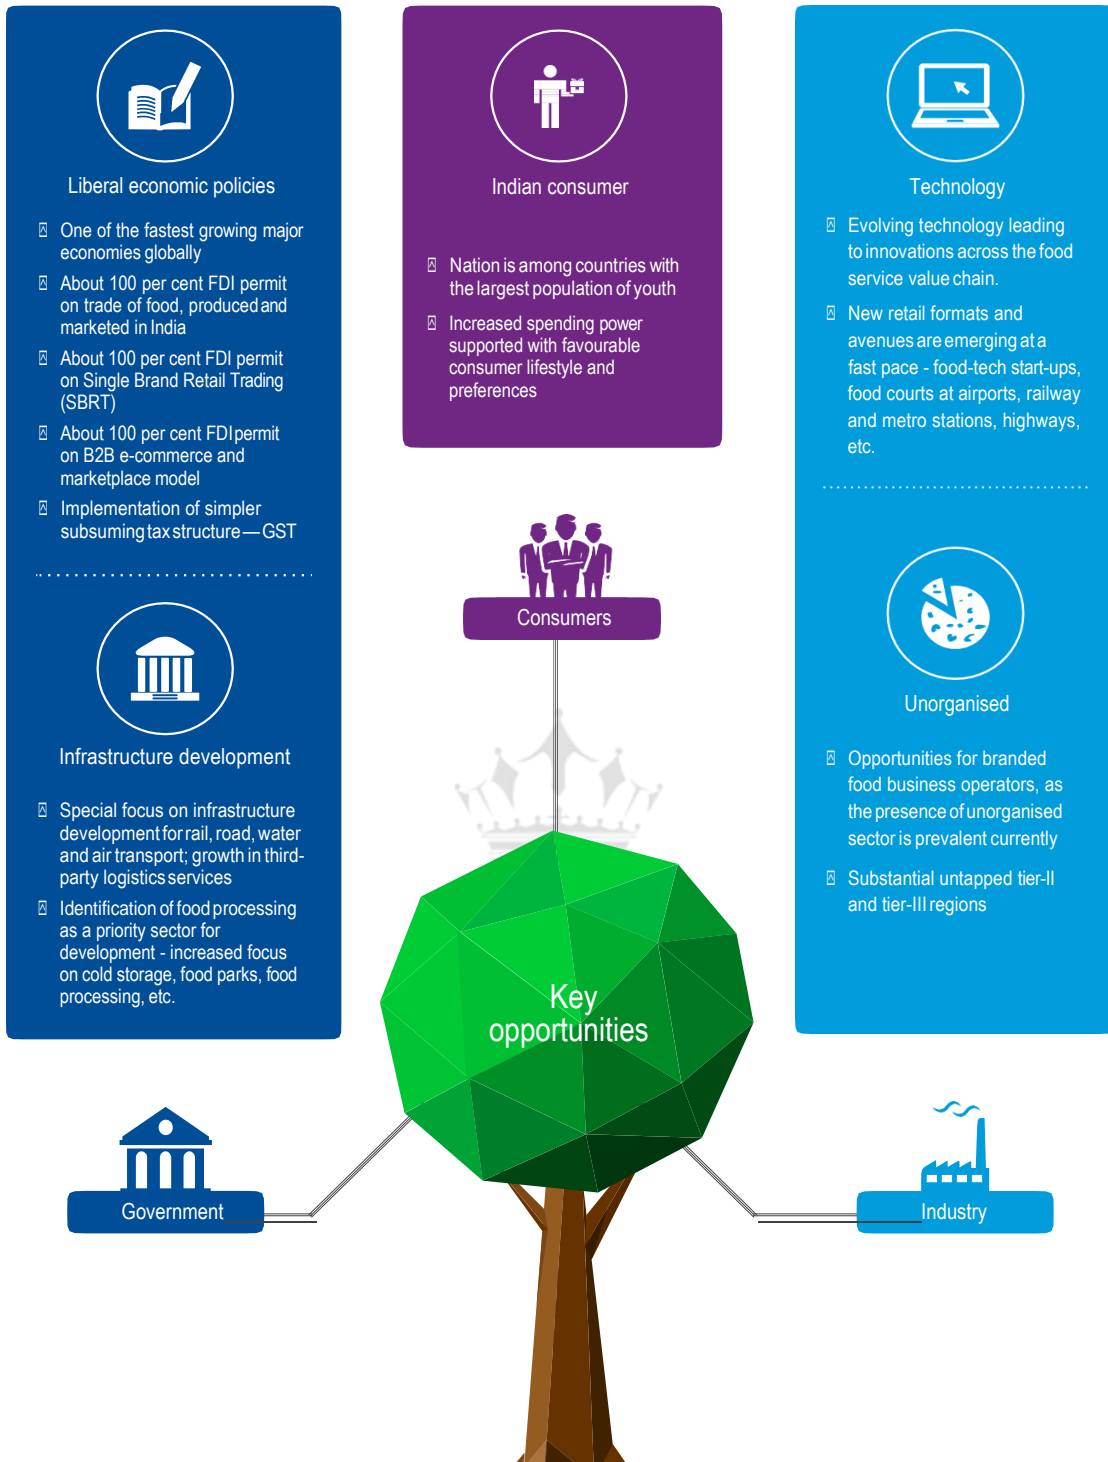 Liberal economic policies
One of the fastest growing major
economies globally
About 100 per cent FDI permit
on trade of food, produced and
marketed in India
About 100 per cent FDI permit
on Single Brand Retail Trading
(SBRT)
About 100 per cent FDI permit
on B2B e-commerce and
marketplace model
Implementation of simpler
subsuming tax structure — GST
Infrastructure development
Special focus on infrastructure
development for rail, road, water
and air transport; growth in third-
party logistics services
Identification of food processing
as a priority sector for
development - increased focus
on cold storage, food parks, food
processing, etc.
Government
Indian consumer
Nation is among countries with
the largest population of youth
Increased spending power
supported with favourable
consumer lifestyle and
preferences
Consumers
Key
opportunities
Technology
Evolving technology leading
to innovations across the food
service value chain.
New retail formats and
avenues are emerging at a
fast pace - food-tech start-ups,
food courts at airports, railway
and metro stations, highways,
etc.
Unorganised
Opportunities for branded
food business operators, as
the presence of unorganised
sector is prevalent currently
Substantial untapped tier-II
and tier-III regions
Industry